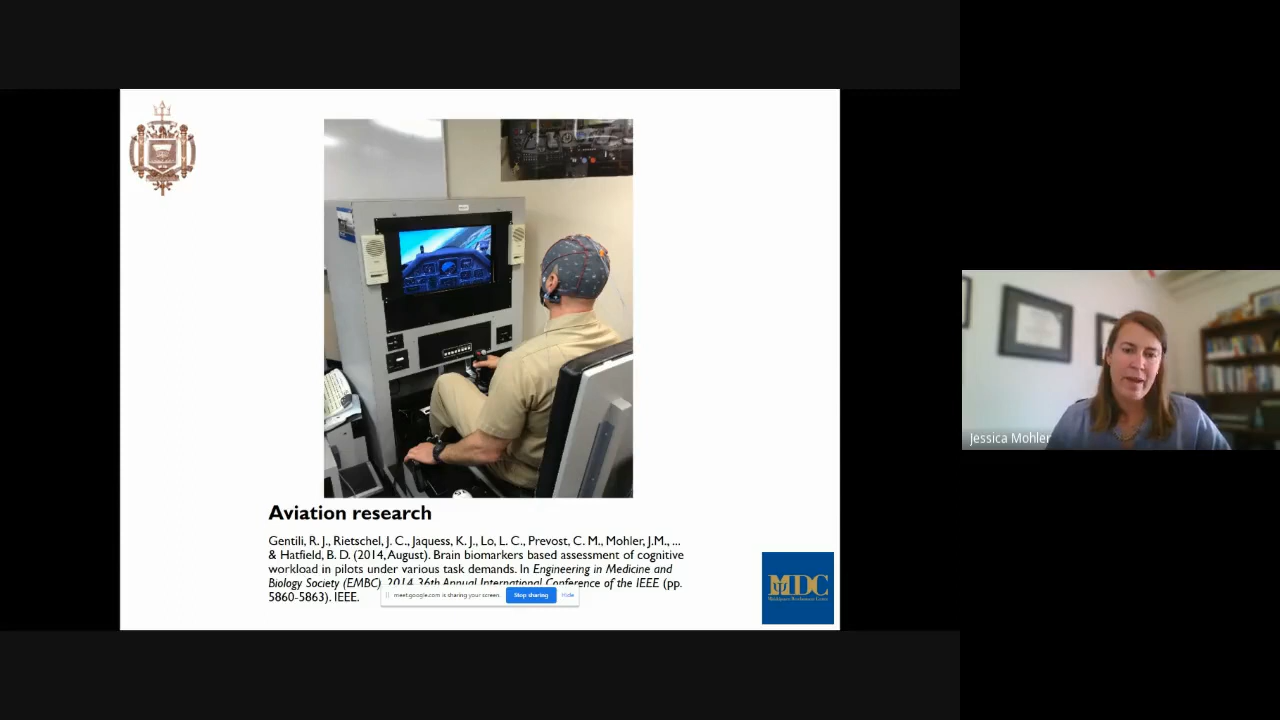 Aviation research
Gentili, R. J., Rietschel, J. C., Jaquess, K. J., Lo, L. C., Prevost, C. M., Mohler, J.M., ...
& Hatfield, B. D. (2014, August). Brain biomarkers based assessment of cognitive
workload in pilots under various task demands. In Engineering in Medicine and
Biology Society (EMBC), 2014 36th Annual International Conference of the IEEE (pp.
5860-5863). IEEE.
meet.google.com is sharing your screen.
Stop sharing
Hide
MDC
Jessica Mohler